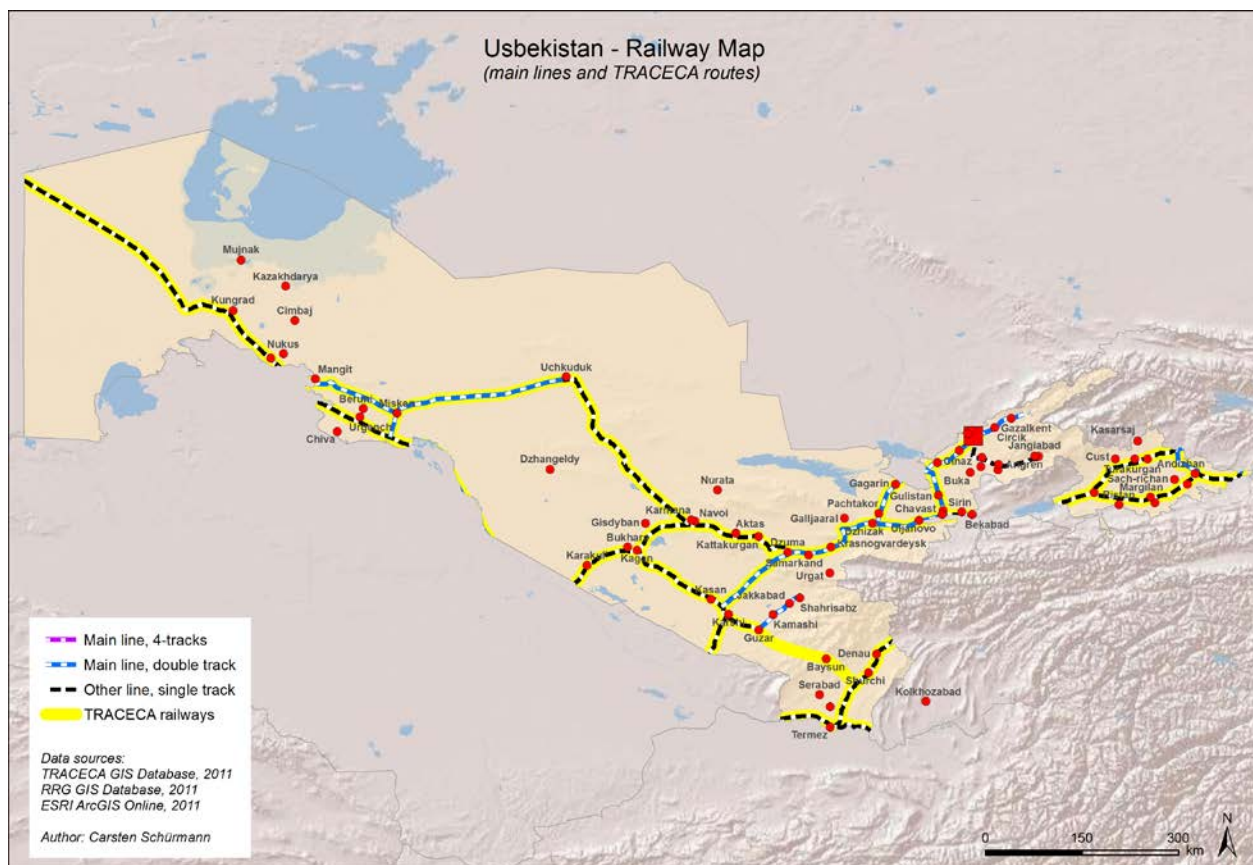 Usbekistan - Railway Map
(main lines and TRACECA routes)
Mujnak
Kazakhdarya
Kungrad
Cimbaj
Nukus
Mangit
Uchkuduk
Beruni
Misken
Urgench
Chiva
Dzhangeldy
Nurata
Gazalkent
Circik
Jangiabad
Kasarsaj
Cust
Angren
Buka
Andizhan
Turakurgan
Sach-richan
Margilan
Ristan
Gagarin
Gulistan
Pachtakor
Chavast
Sirin
Galljaaral
Dzhizak
Uljanovo
Bekabad
Karmana
Navoi
Gisdyban
Aktas
Bukhara
Kattakurgan
Dzuma
Krasnogvardeysk
Karakul
Kagan
Samarkand
Urgat
Kasan
Jakkabad
Shahrisabz
Karshi
Kamashi
Guzar
Denau
Baysun
Shurchi
Serabad
Kolkhozabad
Termez
Main line, 4-tracks
Main line, double track
Other line, single track
TRACECA railways
Data sources:
TRACECA GIS Database, 2011
RRG GIS Database, 2011
ESRI ArcGIS Online, 2011
Author: Carsten Schürmann
0 150 300
km
N